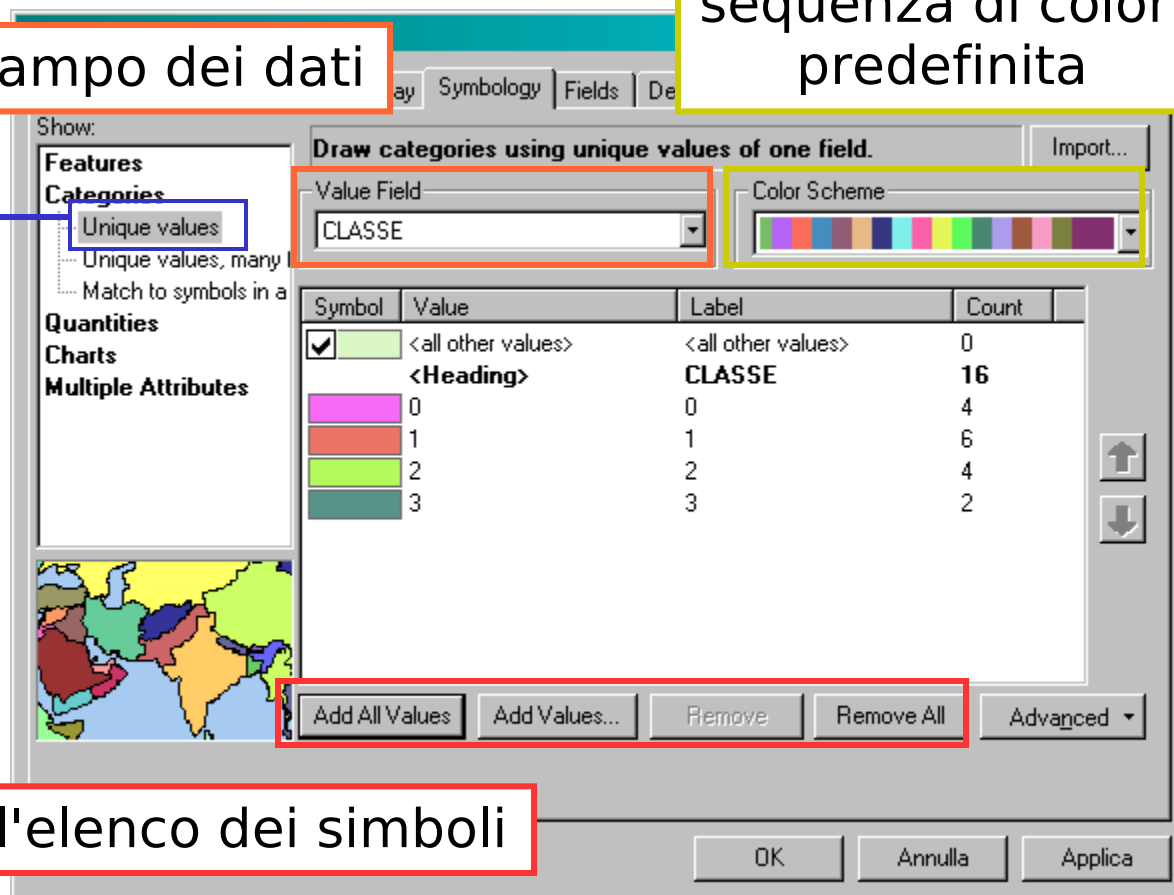 sequenza di color
predefinita
ampo dei dati
ay Symbology Fields De
Show:
Features
Categories
Unique values
Unique values, many
Match to symbols in a
Quantities
Charts
Multiple Attributes
Draw categories using unique values of one field.
Import...
Value Field
CLASSE
Color Scheme
Symbol Value Label Count
<all other values> <all other values> 0
<Heading> CLASSE 16
0 0 4
1 1 6
2 2 4
3 3 2
Add All Values Add Values... Remove Remove All Advanced
l'elenco dei simboli
OK Annulla Applica